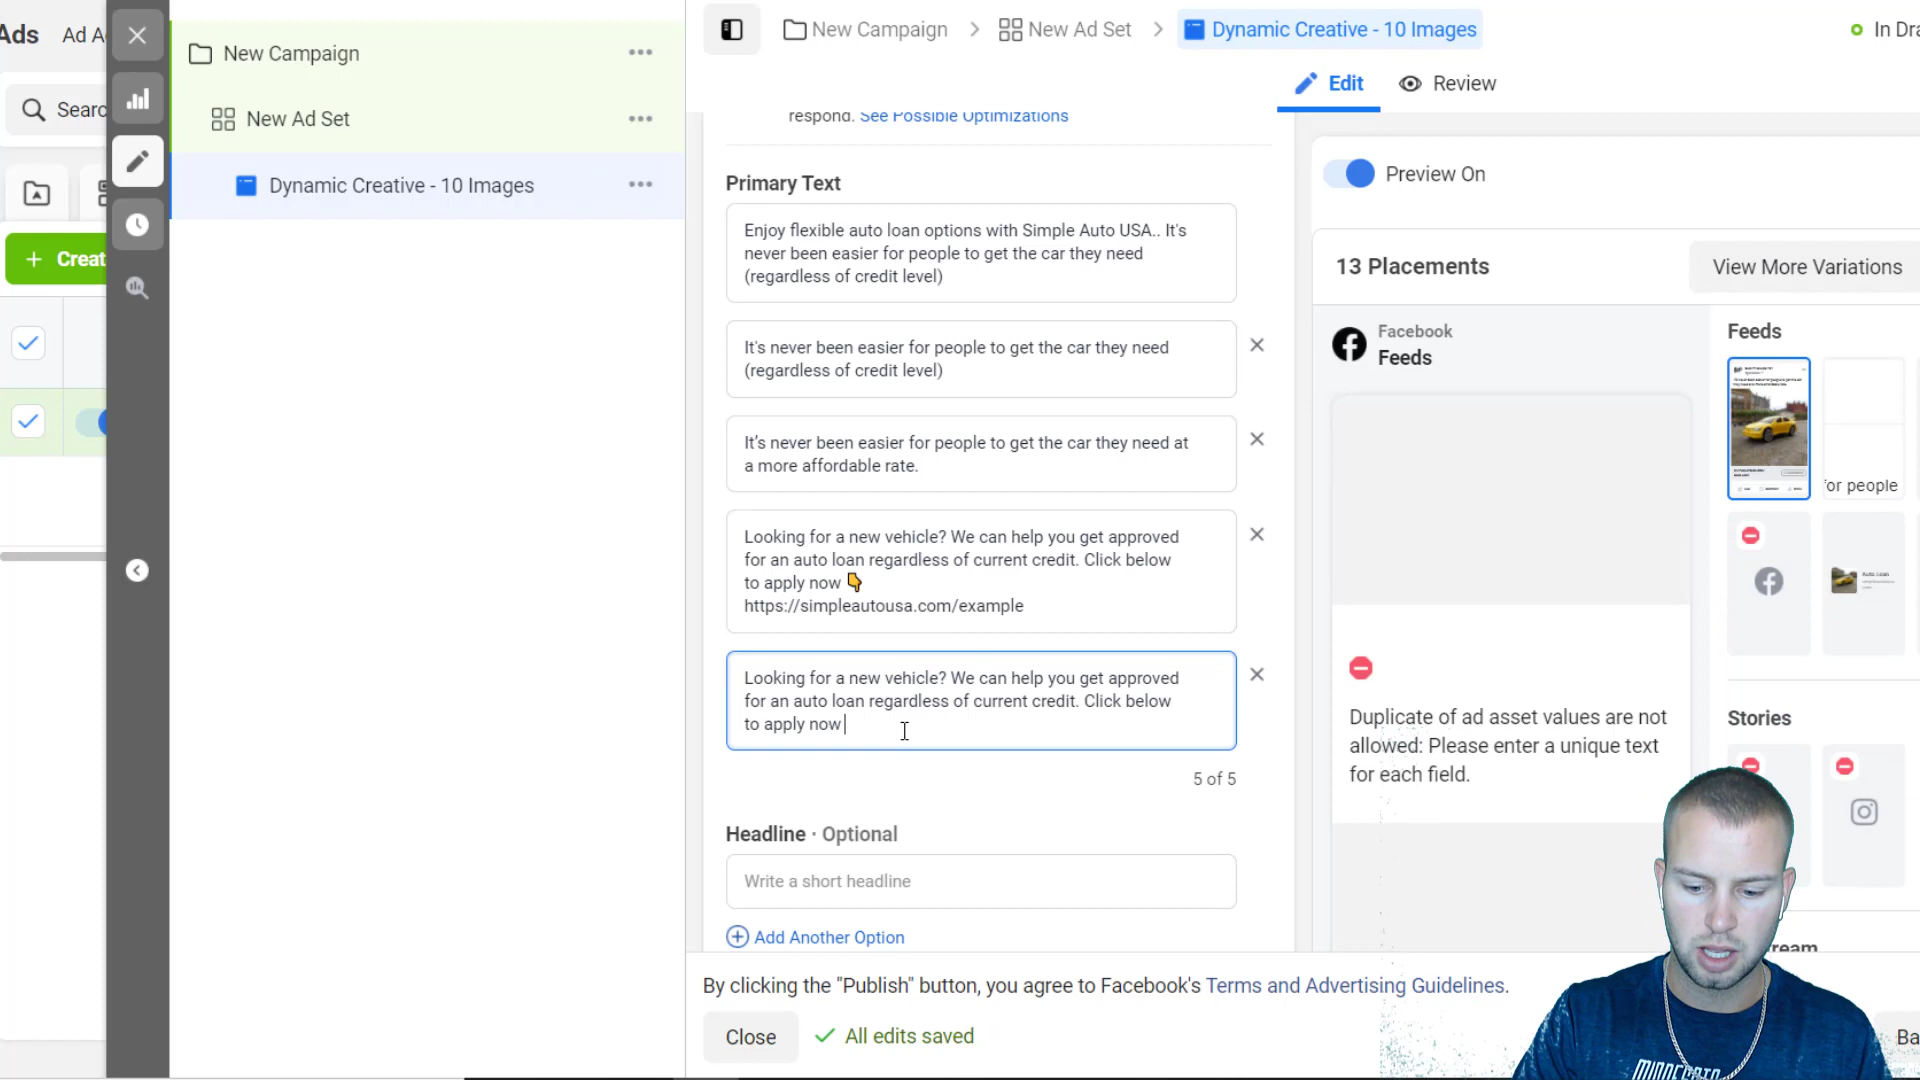 Ads
Ad A
New Campaign
New Campaign
New Ad Set
Dynamic Creative - 10 Images
In Dra
Edit
Review
Searc
New Ad Set
Dynamic Creative - 10 Images
+ Creat
respond. See Possible Optimizations
Primary Text
Enjoy flexible auto loan options with Simple Auto USA.. It's
never been easier for people to get the car they need
(regardless of credit level)
It's never been easier for people to get the car they need
(regardless of credit level)
It's never been easier for people to get the car they need at
a more affordable rate.
Looking for a new vehicle? We can help you get approved
for an auto loan regardless of current credit. Click below
to apply now 👇
https://simpleautousa.com/example
Looking for a new vehicle? We can help you get approved
for an auto loan regardless of current credit. Click below
to apply now
5 of 5
Headline · Optional
Write a short headline
Add Another Option
Preview On
13 Placements
View More Variations
Facebook
Feeds
Feeds
for people
Auto Loan
Duplicate of ad asset values are not
allowed: Please enter a unique text
for each field.
Stories
ream
By clicking the "Publish" button, you agree to Facebook's Terms and Advertising Guidelines.
Close
All edits saved
Ba